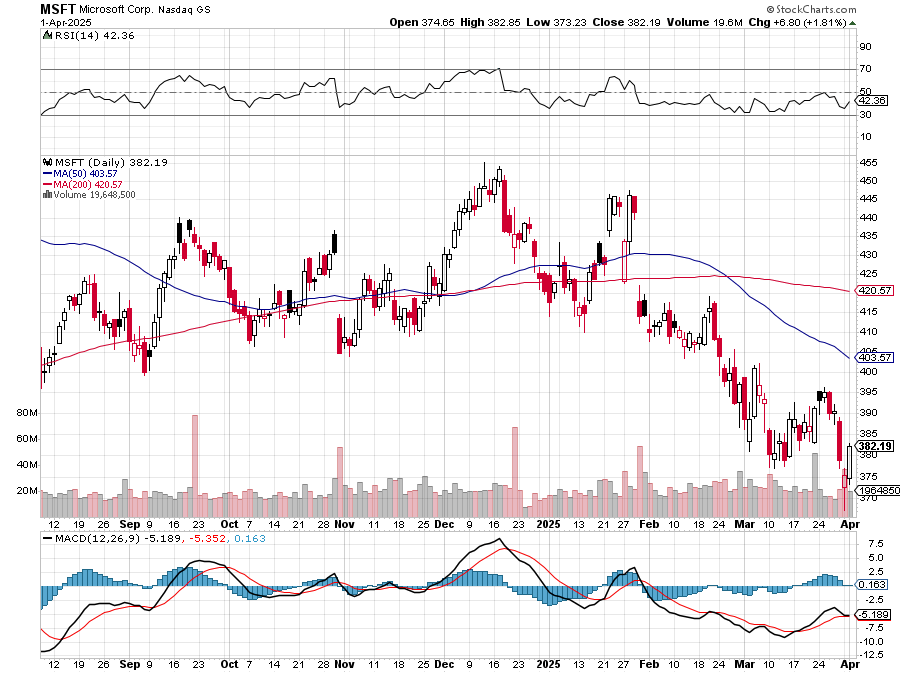 MSFT Microsoft Corp. Nasdaq GS
© StockCharts.com
1-Apr-2025
Open 374.65 High 382.85 Low 373.23 Close 382.19 Volume 19.6M Chg +6.80 (+1.81%)
RSI(14) 42.36
90
70
50
42.36
30
10
MSFT (Daily) 382.19
MA(50) 403.57
MA(200) 420.57
Volume 19,648,500
455
450
445
440
435
430
425
420.57
415
410
405
403.57
400
395
390
385
382.19
380
375
370
19648500
80M
60M
40M
20M
12 19 26 Sep 9 16 23 Oct 7 14 21 28 Nov 11 18 25 Dec 9 16 23 2025 13 21 27 Feb 10 18 24 Mar 10 17 24 Apr
MACD(12,26,9) -5.189, -5.352, 0.163
7.5
5.0
2.5
0.163
-2.5
-5.189
-7.5
-10.0
-12.5
12 19 26 Sep 9 16 23 Oct 7 14 21 28 Nov 11 18 25 Dec 9 16 23 2025 13 21 27 Feb 10 18 24 Mar 10 17 24 Apr